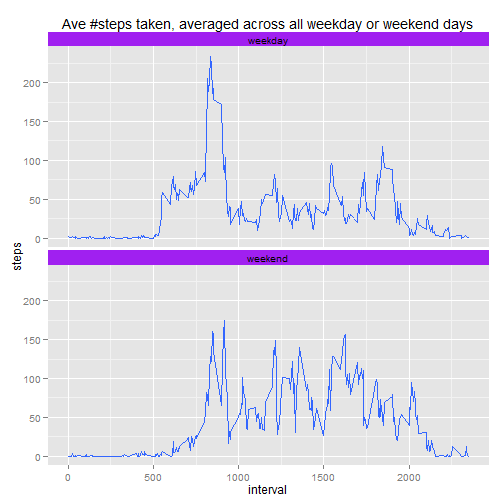 Ave #steps taken, averaged across all weekday or weekend days
weekday
200
150
100
50
0
steps
weekend
200
150
100
50
0
0 500 1000 1500 2000
interval